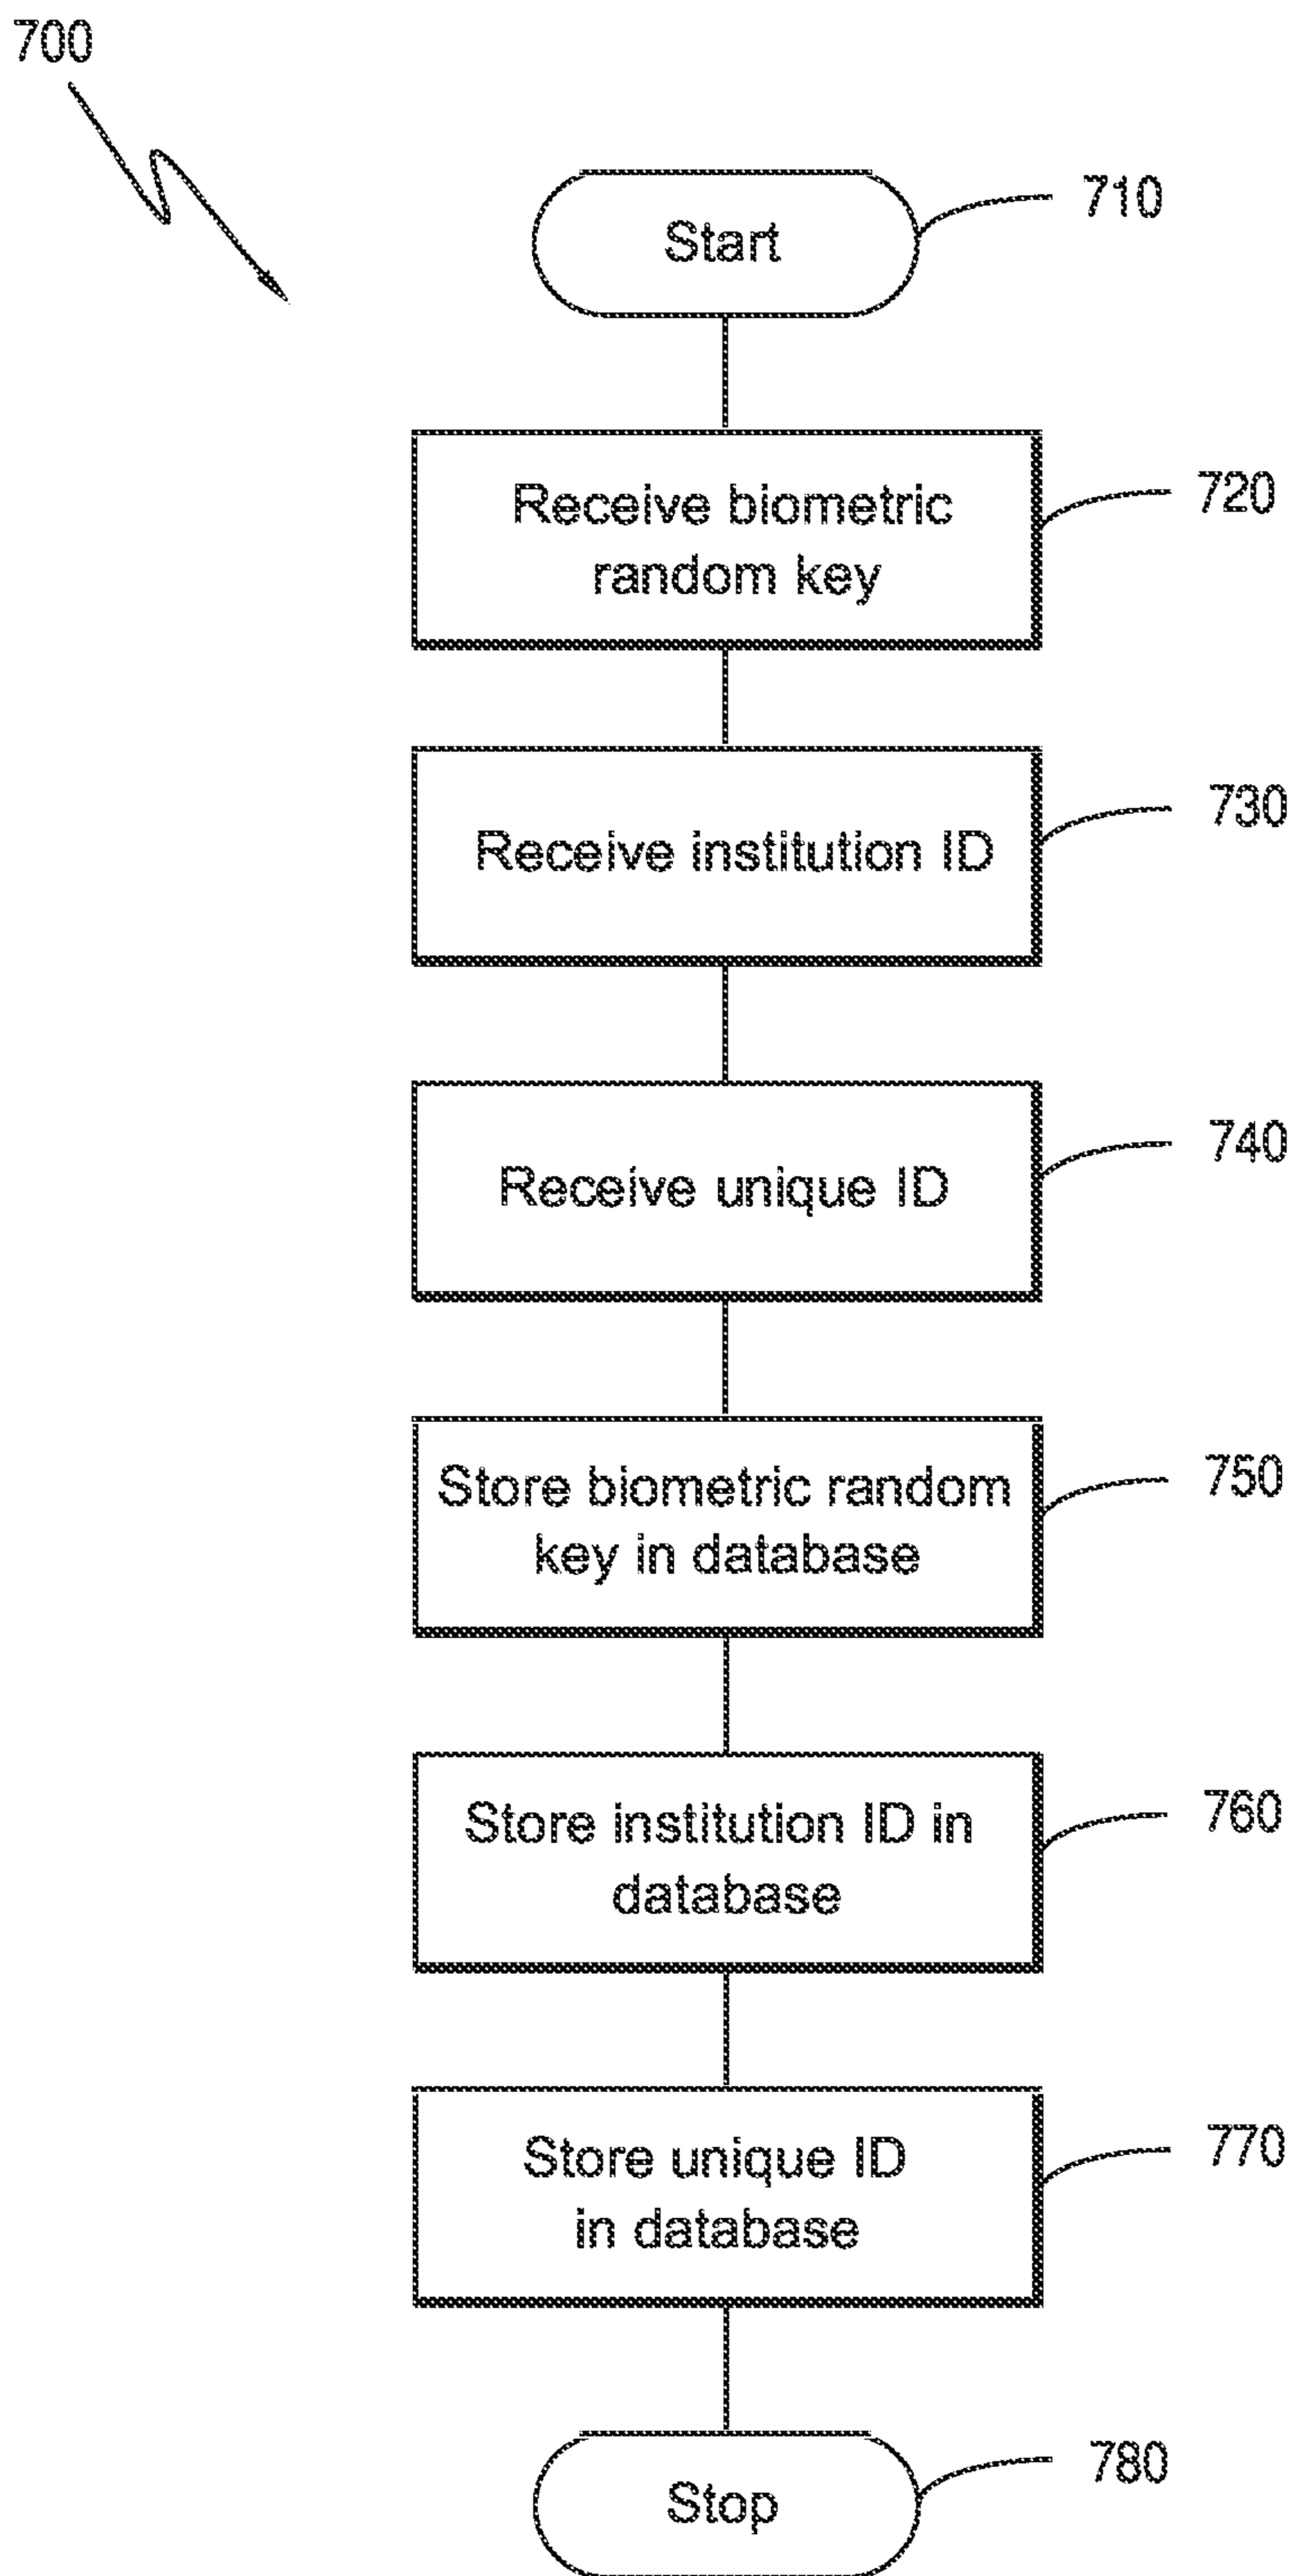 700
Start
710
Receive biometric
random key
720
Receive institution ID
730
Receive unique ID
740
Store biometric random
key in database
750
Store institution ID in
database
760
Store unique ID
in database
770
Stop
780